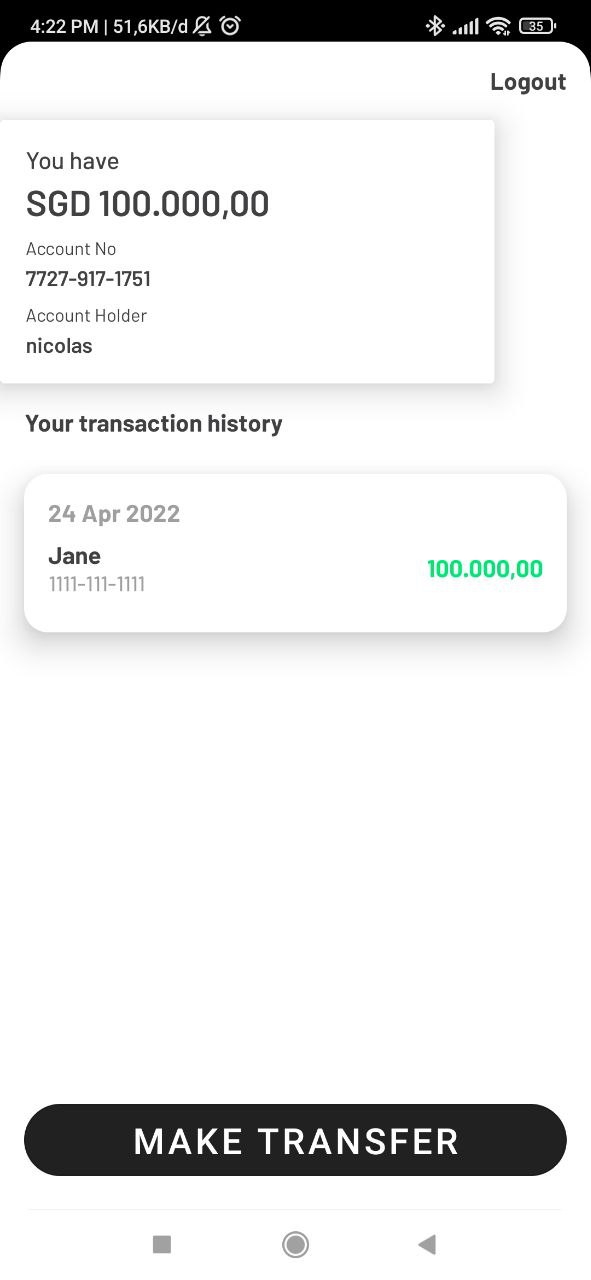 4:22 PM | 51,6KB/d 35
Logout
You have
SGD 100.000,00
Account No
7727-917-1751
Account Holder
nicolas
Your transaction history
24 Apr 2022
Jane
1111-111-1111
100.000,00
MAKE TRANSFER